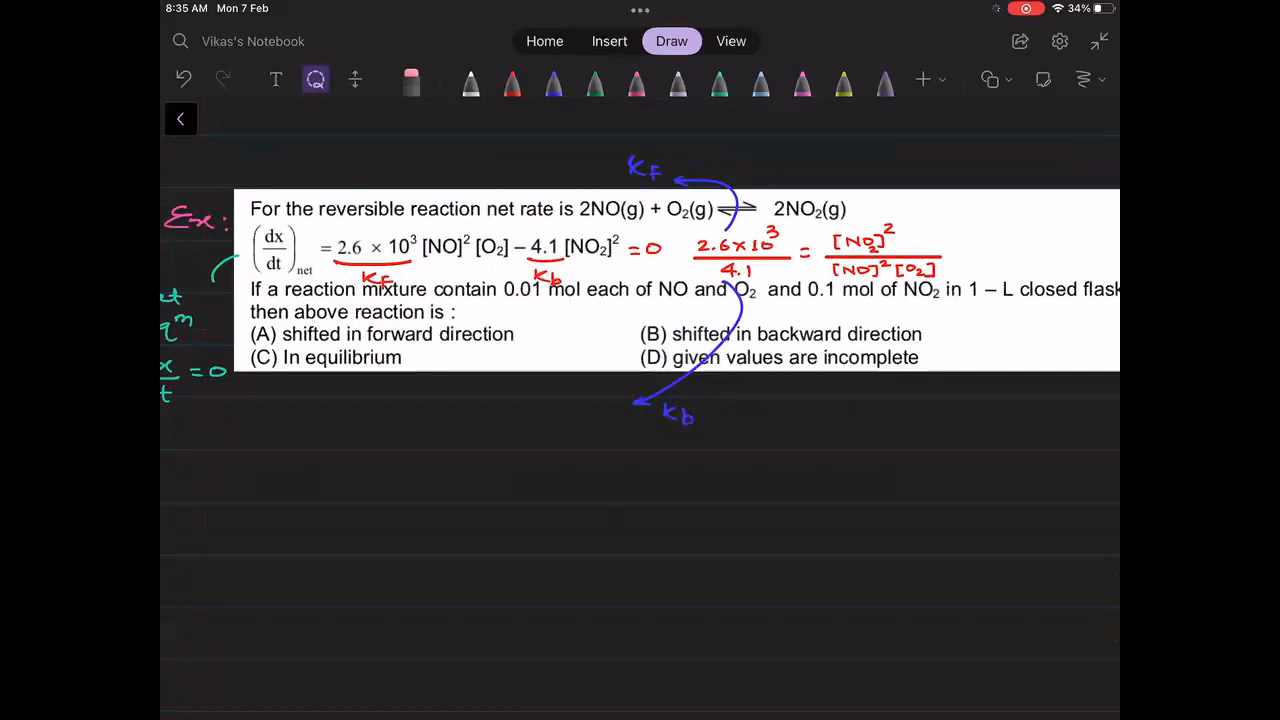 8:35 AM Mon 7 Feb
34%
Vikas's Notebook
Home Insert Draw View
T
KF
Ex:
For the reversible reaction net rate is 2NO(g) + O₂(g) ⇌ 2NO₂(g)
(dx/dt)net = 2.6 × 10³ [NO]² [O₂] − 4.1 [NO₂]² = 0 2.6×10³/4.1 = [NO₂]²/[NO]²[O₂]
KF Kb
If a reaction mixture contain 0.01 mol each of NO and O₂ and 0.1 mol of NO₂ in 1 – L closed flask
then above reaction is :
(A) shifted in forward direction (B) shifted in backward direction
(C) In equilibrium (D) given values are incomplete
= 0
Kb